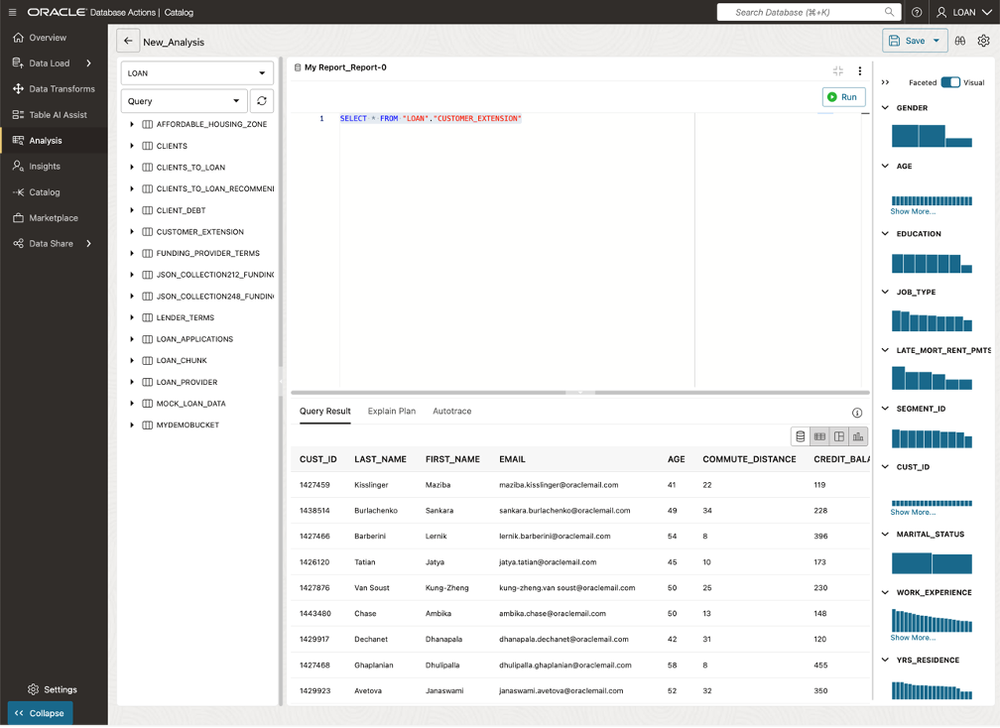 ORACLE Database Actions | Catalog
Search Database (⌘+K)
LOAN
Overview
Data Load
Data Transforms
Table AI Assist
Analysis
Insights
Catalog
Marketplace
Data Share
Settings
Collapse
New_Analysis
Save
LOAN
Query
AFFORDABLE_HOUSING_ZONE
CLIENTS
CLIENTS_TO_LOAN
CLIENTS_TO_LOAN_RECOMMEN
CLIENT_DEBT
CUSTOMER_EXTENSION
FUNDING_PROVIDER_TERMS
JSON_COLLECTION212_FUNDING
JSON_COLLECTION248_FUNDING
LENDER_TERMS
LOAN_APPLICATIONS
LOAN_CHUNK
LOAN_PROVIDER
MOCK_LOAN_DATA
MYDEMOBUCKET
My Report_Report-0
Run
1 SELECT * FROM "LOAN"."CUSTOMER_EXTENSION"
Query Result Explain Plan Autotrace
CUST_ID LAST_NAME FIRST_NAME EMAIL AGE COMMUTE_DISTANCE CREDIT_BALA
1427459 Kisslinger Maziba maziba.kisslinger@oraclemail.com 41 22 119
1438514 Burlachenko Sankara sankara.burlachenko@oraclemail.com 49 34 228
1427466 Barberini Lernik lernik.barberini@oraclemail.com 54 8 396
1426120 Tatian Jatya jatya.tatian@oraclemail.com 45 10 173
1427876 Van Soust Kung-Zheng kung-zheng.van soust@oraclemail.com 50 25 230
1443480 Chase Ambika ambika.chase@oraclemail.com 50 13 148
1429917 Dechanet Dhanapala dhanapala.dechanet@oraclemail.com 42 31 120
1427468 Ghaplanian Dhulipalla dhulipalla.ghaplanian@oraclemail.com 58 8 455
1429923 Avetova Janaswami janaswami.avetova@oraclemail.com 52 32 350
Faceted Visual
GENDER
AGE
Show More...
EDUCATION
JOB_TYPE
LATE_MORT_RENT_PMTS
SEGMENT_ID
CUST_ID
Show More...
MARITAL_STATUS
WORK_EXPERIENCE
Show More...
YRS_RESIDENCE